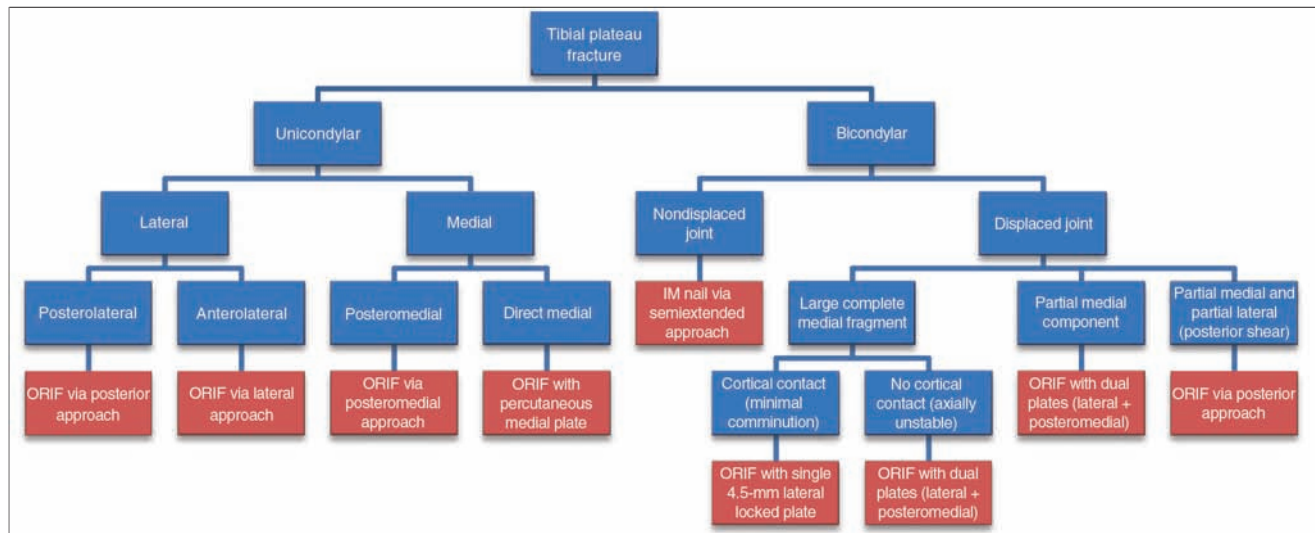 Tibial plateau
fracture
Unicondylar
Bicondylar
Lateral
Medial
Nondisplaced
joint
Displaced joint
Posterolateral
Anterolateral
Posteromedial
Direct medial
IM nail via
semiextended
approach
Large complete
medial fragment
Partial medial
component
Partial medial and
partial lateral
(posterior shear)
ORIF via posterior
approach
ORIF via lateral
approach
ORIF via
posteromedial
approach
ORIF with
percutaneous
medial plate
Cortical contact
(minimal
comminution)
No cortical
contact (axially
unstable)
ORIF with dual
plates (lateral +
posteromedial)
ORIF via posterior
approach
ORIF with single
4.5-mm lateral
locked plate
ORIF with dual
plates (lateral +
posteromedial)